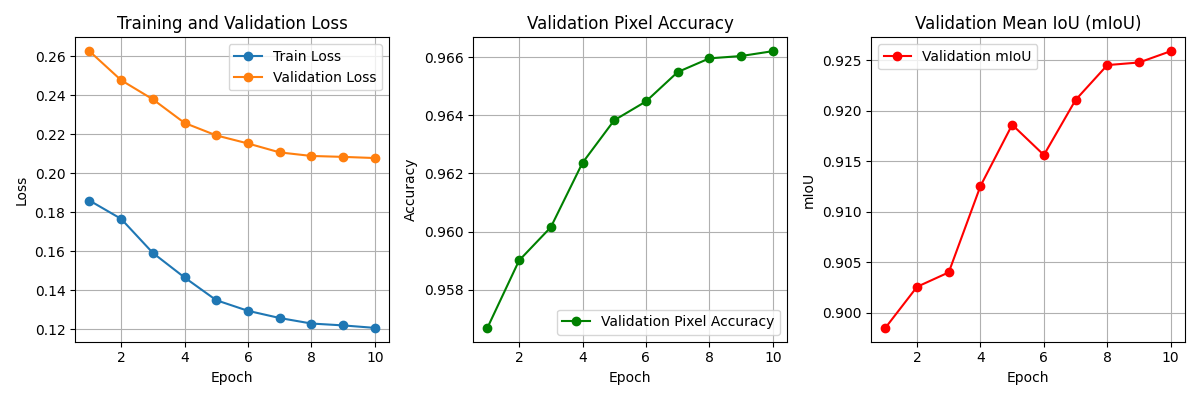 Training and Validation Loss
Train Loss
Validation Loss
0.26
0.24
0.22
0.20
0.18
0.16
0.14
0.12
Loss
2
4
6
8
10
Epoch
Validation Pixel Accuracy
0.966
0.964
0.962
0.960
0.958
Accuracy
Validation Pixel Accuracy
2
4
6
8
10
Epoch
Validation Mean IoU (mIoU)
Validation mIoU
0.925
0.920
0.915
0.910
0.905
0.900
mIoU
2
4
6
8
10
Epoch